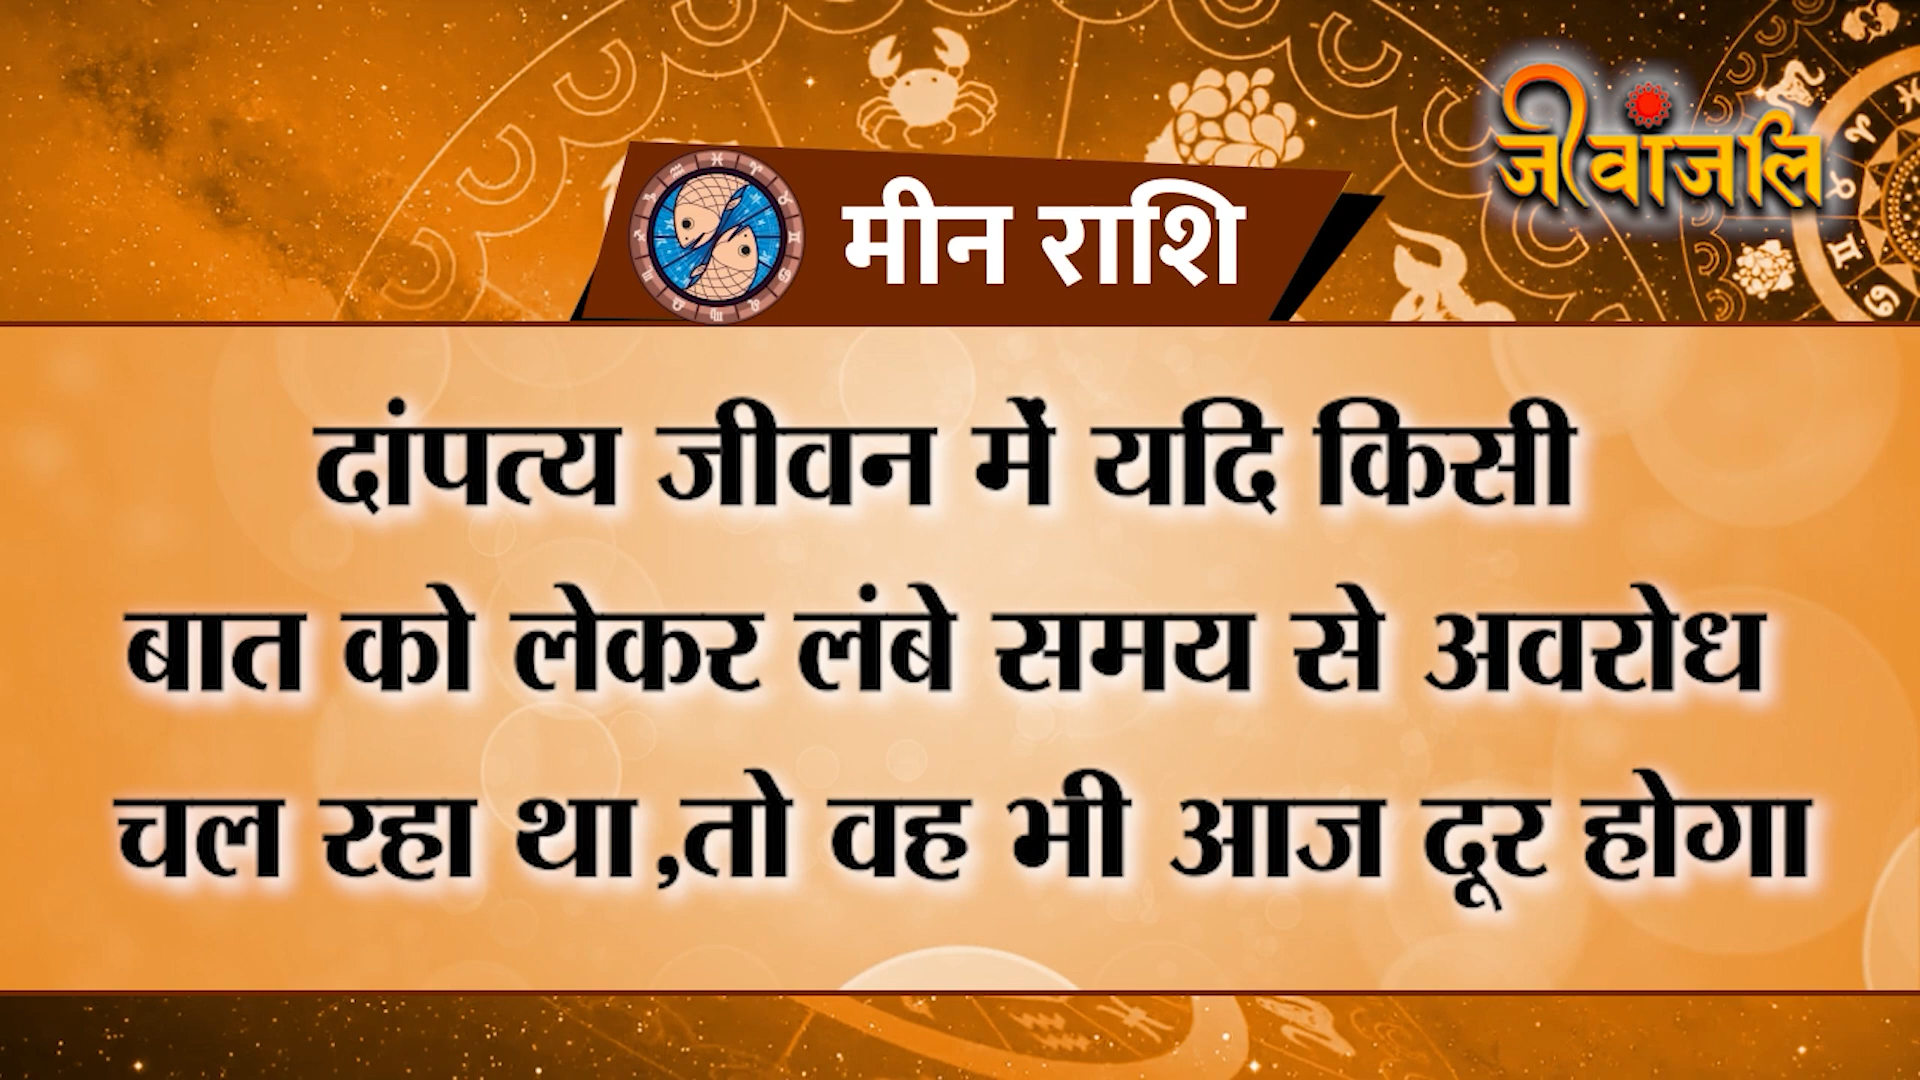 जीवांजलि
मीन राशि
दांपत्य जीवन में यदि किसी
बात को लेकर लंबे समय से अवरोध
चल रहा था ,तो वह भी आज दूर होगा